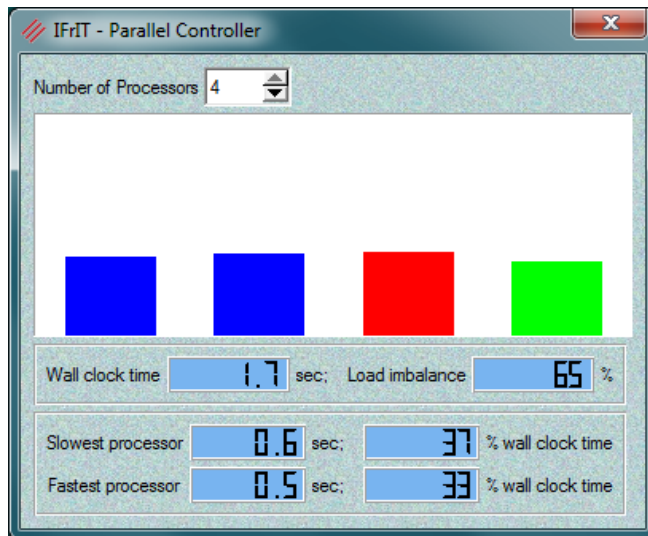 IFrIT - Parallel Controller
Number of Processors 4
Wall clock time 1.7 sec; Load imbalance 65 %
Slowest processor 0.6 sec; 37 % wall clock time
Fastest processor 0.5 sec; 33 % wall clock time